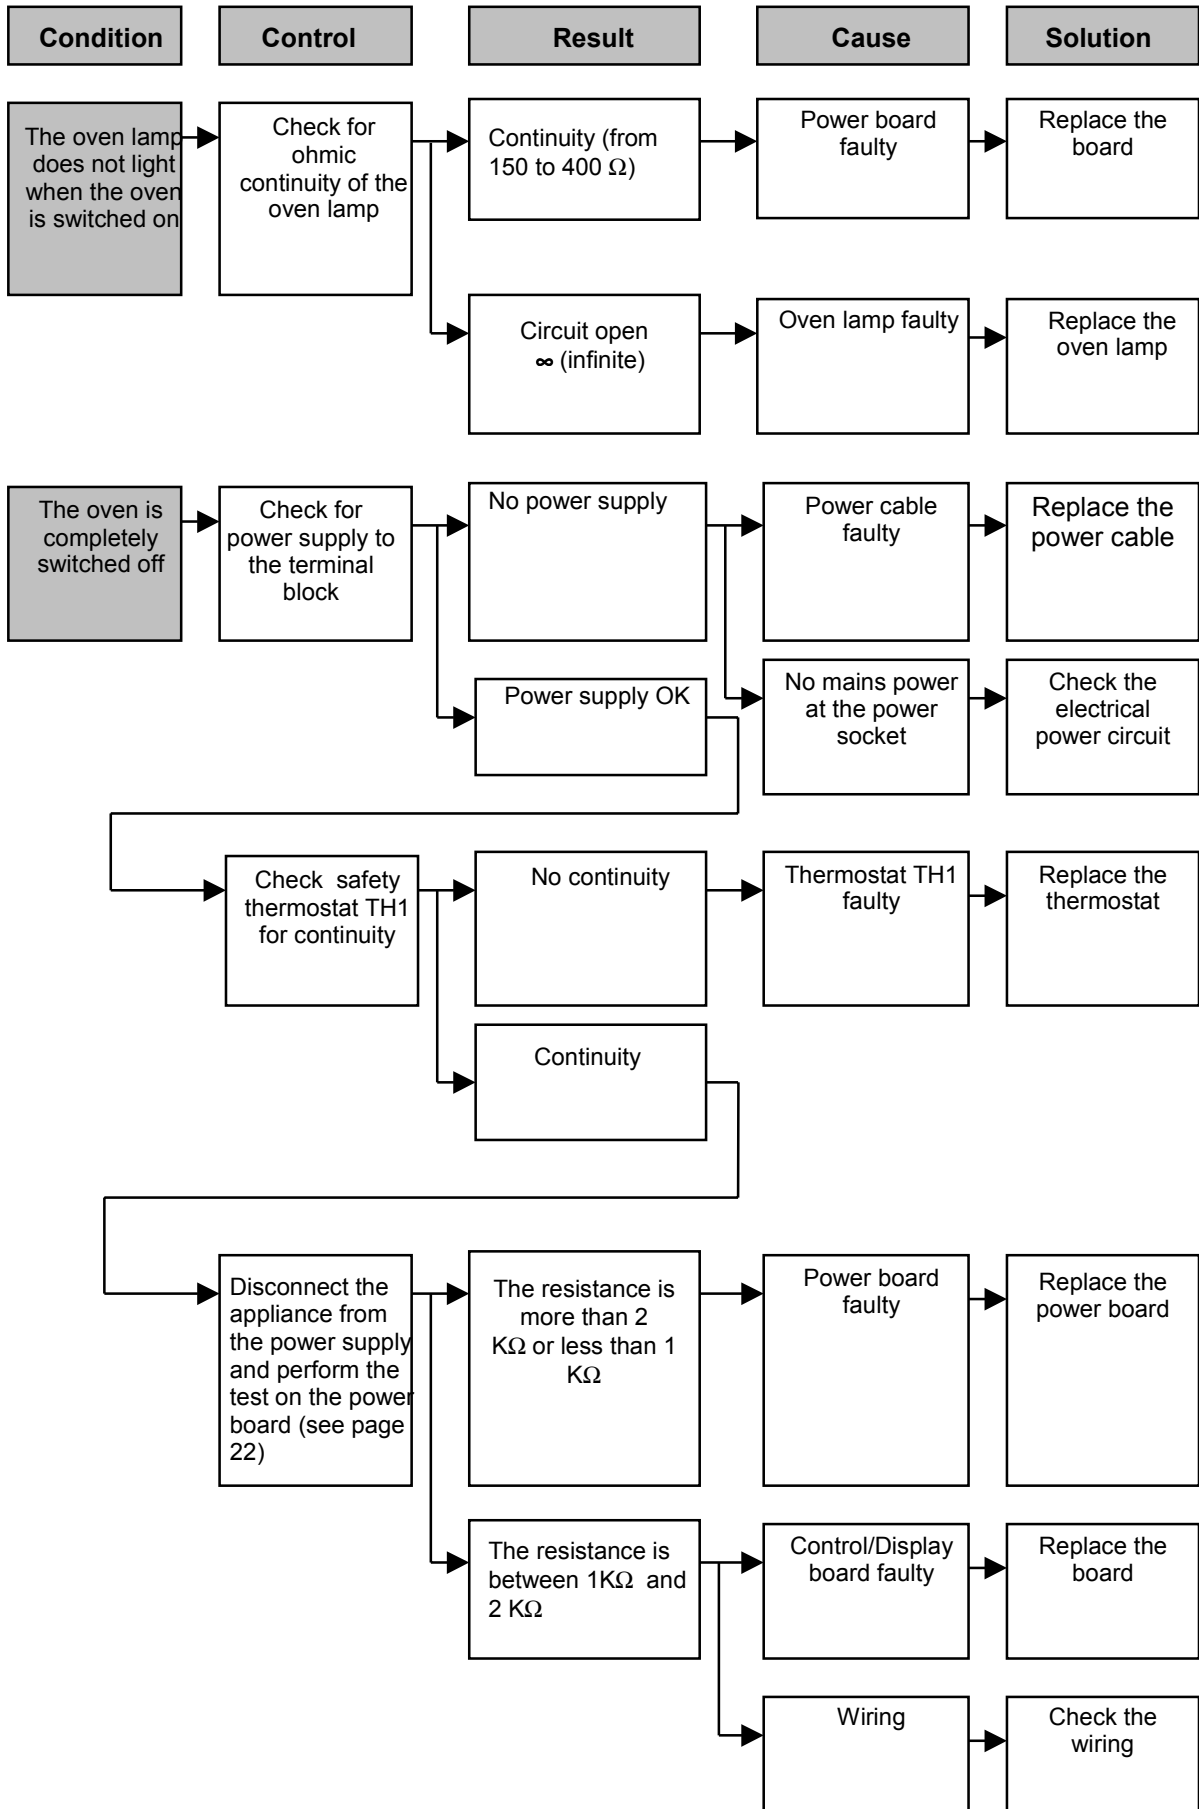 Condition
Control
Result
Cause
Solution
The oven lamp
does not light
when the oven
is switched on
Check for
ohmic
continuity of the
oven lamp
Continuity (from
150 to 400 Ω)
Power board
faulty
Replace the
board
Circuit open
∞ (infinite)
Oven lamp faulty
Replace the
oven lamp
The oven is
completely
switched off
Check for
power supply to
the terminal
block
No power supply
Power cable
faulty
Replace the
power cable
Power supply OK
No mains power
at the power
socket
Check the
electrical
power circuit
Check safety
thermostat TH1
for continuity
No continuity
Thermostat TH1
faulty
Replace the
thermostat
Continuity
Disconnect the
appliance from
the power supply
and perform the
test on the power
board (see page
22)
The resistance is
more than 2
KΩ or less than 1
KΩ
Power board
faulty
Replace the
power board
The resistance is
between 1KΩ and
2 KΩ
Control/Display
board faulty
Replace the
board
Wiring
Check the
wiring